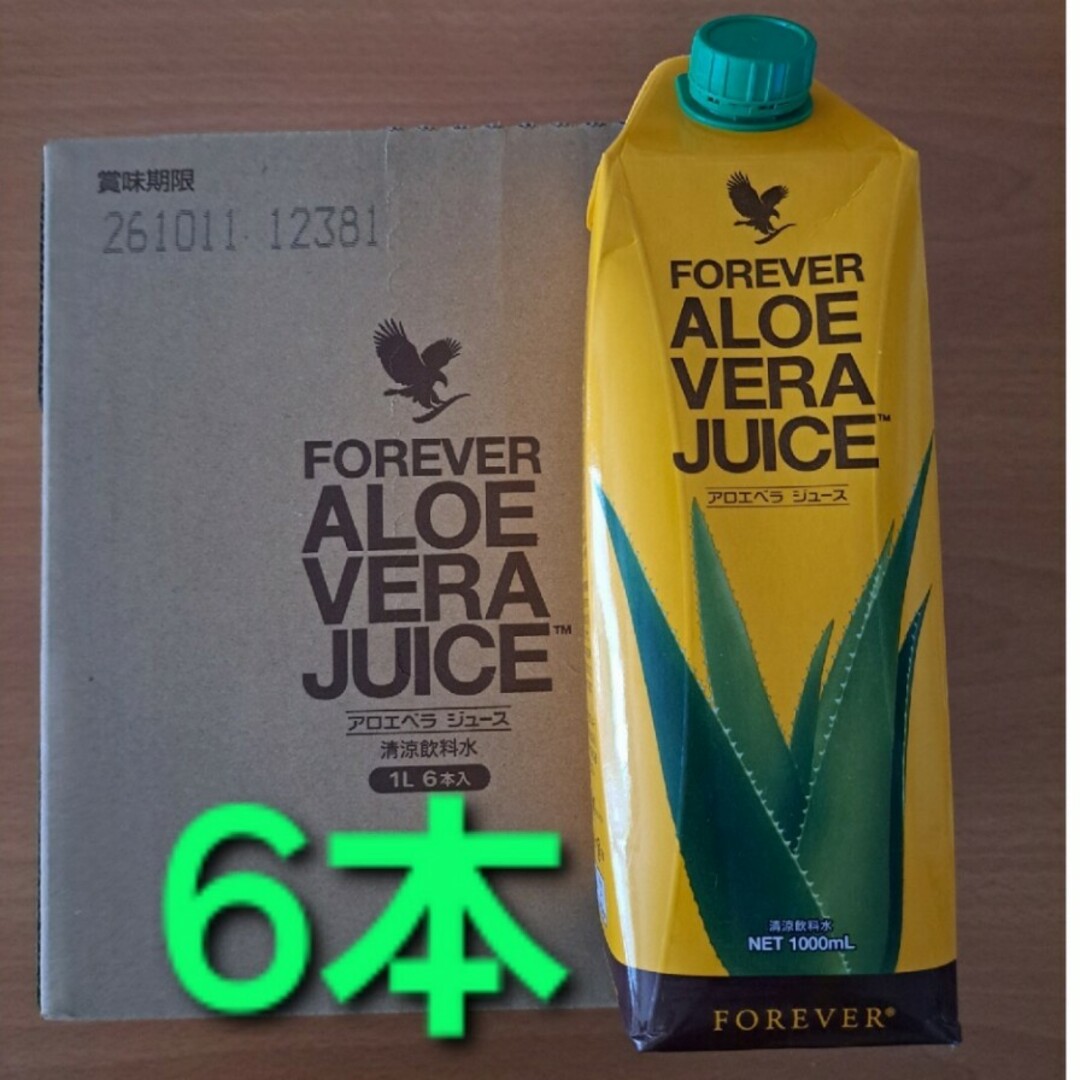 賞味期限
261011 12381
FOREVER
ALOE
VERA
JUICE™
アロエベラ ジュース
清涼飲料水
1L 6本入
6本
FOREVER
ALOE
VERA
JUICE™
アロエベラ ジュース
清涼飲料水
NET 1000mL
FOREVER®